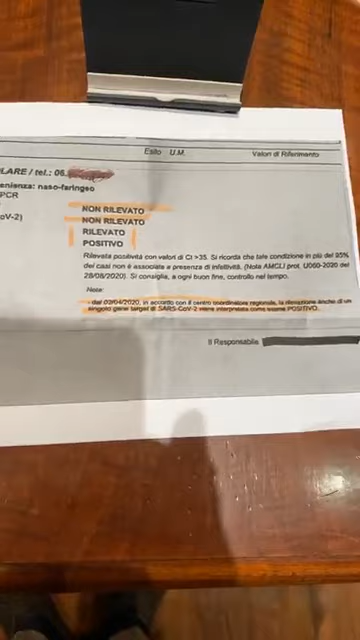 Esito U.M. Valori di Riferimento
LARE / tel.: 06.
enienza: naso-faringeo
PCR
NON RILEVATO
oV-2) NON RILEVATO
RILEVATO
POSITIVO
Rilevata positività con valori di Ct >35. Si ricorda che tale condizione in più del 95%
dei casi non è associata a presenza di infettività. (Nota AMCLI prot. U060-2020 del
28/08/2020). Si consiglia, a ogni buon fine, controllo nel tempo.
Note:
- dal 03/04/2020, in accordo con il centro coordinatore regionale, la rilevazione anche di un
singolo gene target di SARS-CoV-2 viene interpretata come esame POSITIVO.
Il Responsabile